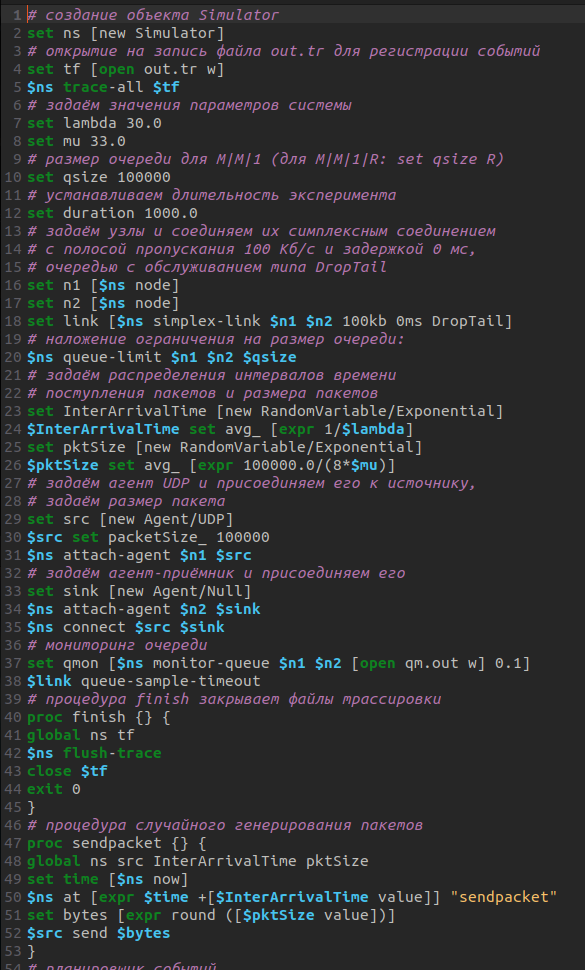 1 # создание объекта Simulator
2 set ns [new Simulator]
3 # открытие на запись файла out.tr для регистрации событий
4 set tf [open out.tr w]
5 $ns trace-all $tf
6 # задаём значения параметров системы
7 set lambda 30.0
8 set mu 33.0
9 # размер очереди для M|M|1 (для M|M|1|R: set qsize R)
10 set qsize 100000
11 # устанавливаем длительность эксперимента
12 set duration 1000.0
13 # задаём узлы и соединяем их симплексным соединением
14 # с полосой пропускания 100 Кб/с и задержкой 0 мс,
15 # очередью с обслуживанием типа DropTail
16 set n1 [$ns node]
17 set n2 [$ns node]
18 set link [$ns simplex-link $n1 $n2 100kb 0ms DropTail]
19 # наложение ограничения на размер очереди:
20 $ns queue-limit $n1 $n2 $qsize
21 # задаём распределения интервалов времени
22 # поступления пакетов и размера пакетов
23 set InterArrivalTime [new RandomVariable/Exponential]
24 $InterArrivalTime set avg_ [expr 1/$lambda]
25 set pktSize [new RandomVariable/Exponential]
26 $pktSize set avg_ [expr 100000.0/(8*$mu)]
27 # задаём агент UDP и присоединяем его к источнику,
28 # задаём размер пакета
29 set src [new Agent/UDP]
30 $src set packetSize_ 100000
31 $ns attach-agent $n1 $src
32 # задаём агент-приёмник и присоединяем его
33 set sink [new Agent/Null]
34 $ns attach-agent $n2 $sink
35 $ns connect $src $sink
36 # мониторинг очереди
37 set qmon [$ns monitor-queue $n1 $n2 [open qm.out w] 0.1]
38 $link queue-sample-timeout
39 # процедура finish закрывает файлы трассировки
40 proc finish {} {
41 global ns tf
42 $ns flush-trace
43 close $tf
44 exit 0
45 }
46 # процедура случайного генерирования пакетов
47 proc sendpacket {} {
48 global ns src InterArrivalTime pktSize
49 set time [$ns now]
50 $ns at [expr $time +[$InterArrivalTime value]] "sendpacket"
51 set bytes [expr round ([$pktSize value])]
52 $src send $bytes
53 }
54 # планировщик событий